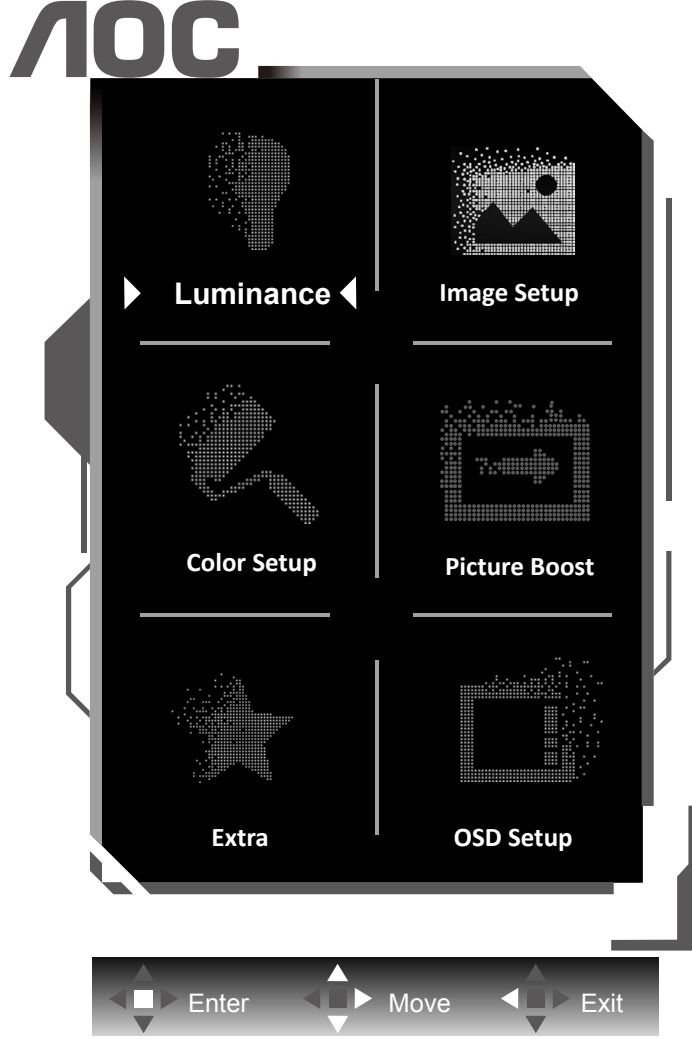 AOC
Luminance
Image Setup
Color Setup
Picture Boost
Extra
OSD Setup
Enter
Move
Exit